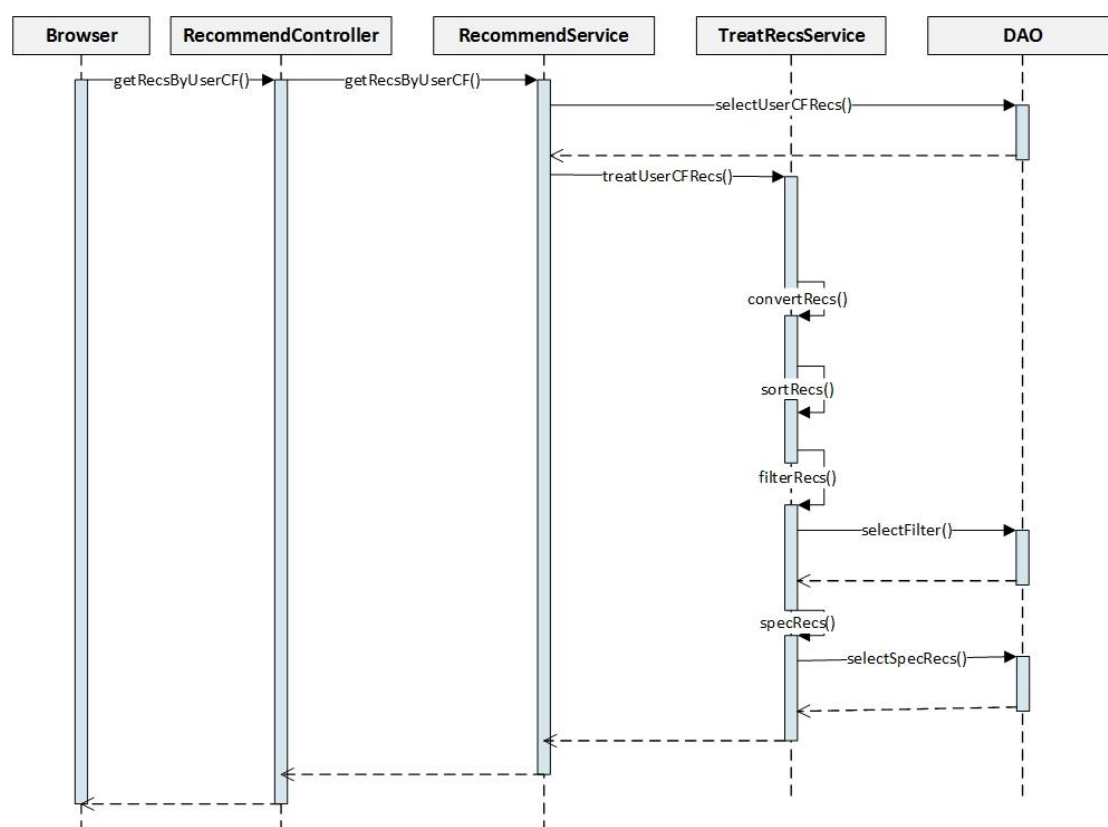 Browser
RecommendController
RecommendService
TreatRecsService
DAO
getRecsByUserCF()
getRecsByUserCF()
selectUserCFRecs()
treatUserCFRecs()
convertRecs()
sortRecs()
filterRecs()
selectFilter()
specRecs()
selectSpecRecs()